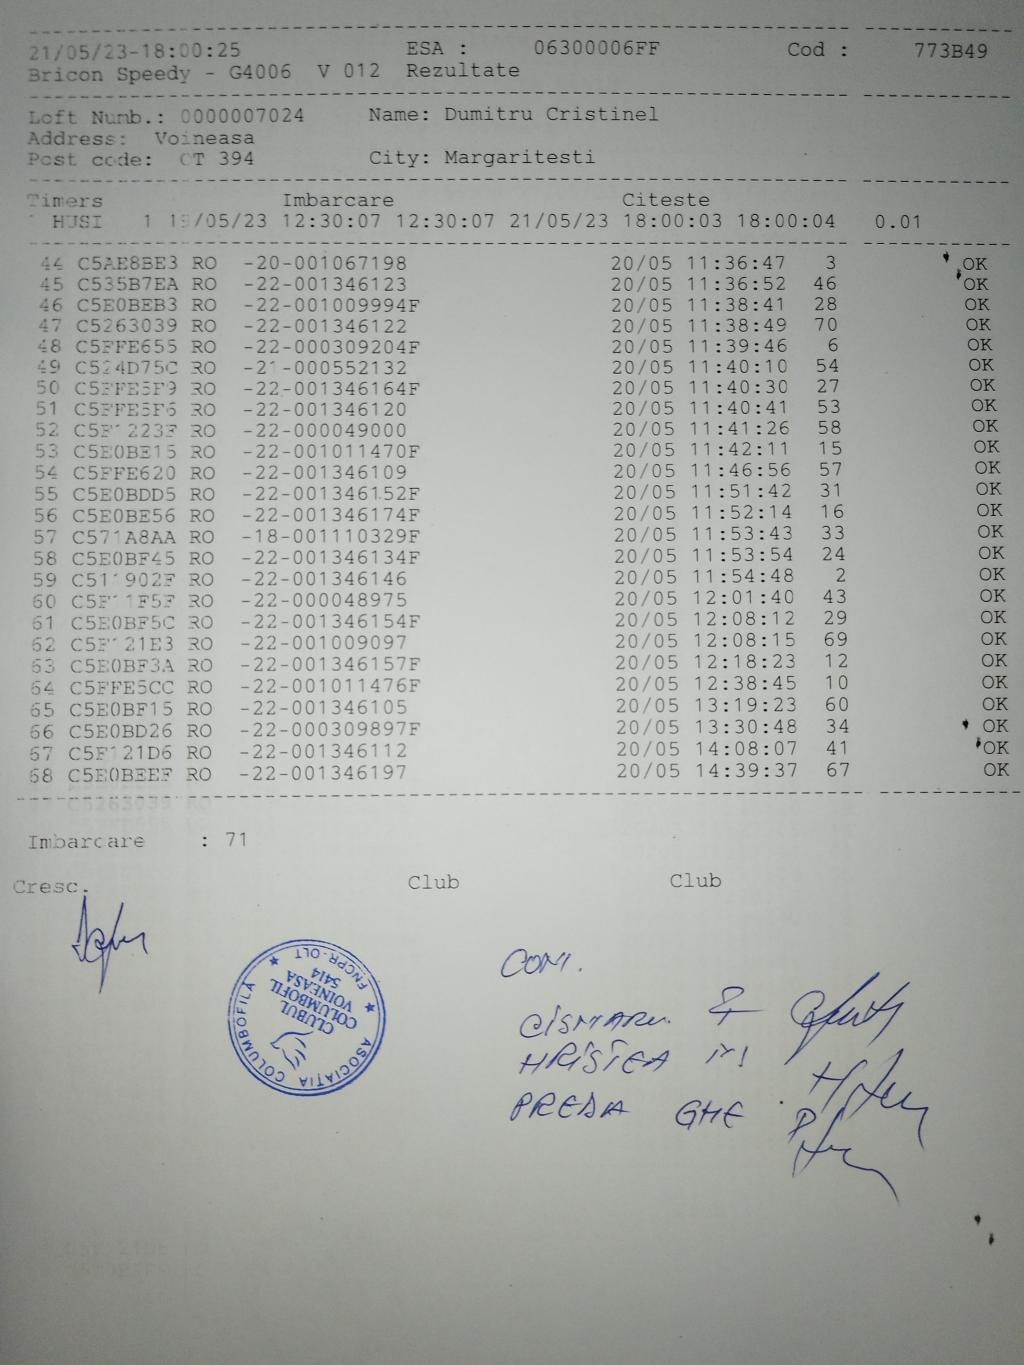 21/05/23-18:00:25 ESA : 06300006FF Cod : 773B49
Bricon Speedy - G4006 V 012 Rezultate
Loft Numb.: 0000007024 Name: Dumitru Cristinel
Address: Voineasa
Post code: CT 394 City: Margaritesti
Timers Imbarcare Citeste
HUSI 1 19/05/23 12:30:07 12:30:07 21/05/23 18:00:03 18:00:04 0.01
44 C5AE8BE3 RO -20-001067198 20/05 11:36:47 3 OK
45 C535B7EA RO -22-001346123 20/05 11:36:52 46 OK
46 C5E0BEB3 RO -22-001009994F 20/05 11:38:41 28 OK
47 C5263039 RO -22-001346122 20/05 11:38:49 70 OK
48 C5FFE655 RO -22-000309204F 20/05 11:39:46 6 OK
49 C524D75C RO -21-000552132 20/05 11:40:10 54 OK
50 C5FFE5F9 RO -22-001346164F 20/05 11:40:30 27 OK
51 C5FFE5F6 RO -22-001346120 20/05 11:40:41 53 OK
52 C5F1223F RO -22-000049000 20/05 11:41:26 58 OK
53 C5E0BE15 RO -22-001011470F 20/05 11:42:11 15 OK
54 C5FFE620 RO -22-001346109 20/05 11:46:56 57 OK
55 C5E0BDD5 RO -22-001346152F 20/05 11:51:42 31 OK
56 C5E0BE56 RO -22-001346174F 20/05 11:52:14 16 OK
57 C571A8AA RO -18-001110329F 20/05 11:53:43 33 OK
58 C5E0BF45 RO -22-001346134F 20/05 11:53:54 24 OK
59 C511902F RO -22-001346146 20/05 11:54:48 2 OK
60 C5F11F5F RO -22-000048975 20/05 12:01:40 43 OK
61 C5E0BF5C RO -22-001346154F 20/05 12:08:12 29 OK
62 C5F121E3 RO -22-001009097 20/05 12:08:15 69 OK
63 C5E0BF3A RO -22-001346157F 20/05 12:18:23 12 OK
64 C5FFE5CC RO -22-001011476F 20/05 12:38:45 10 OK
65 C5E0BF15 RO -22-001346105 20/05 13:19:23 60 OK
66 C5E0BD26 RO -22-000309897F 20/05 13:30:48 34 OK
67 C5F121D6 RO -22-001346112 20/05 14:08:07 41 OK
68 C5E0BEEF RO -22-001346197 20/05 14:39:37 67 OK
Imbarcare : 71
Cresc. Club Club
ASOCIAȚIA COLUMBOFILĂ
FNCPR.OLT
CLUBUL
COLUMBOFIL
VOINEASA
5414
COM.
CISMARU
HRISTEA
PREDA GHE